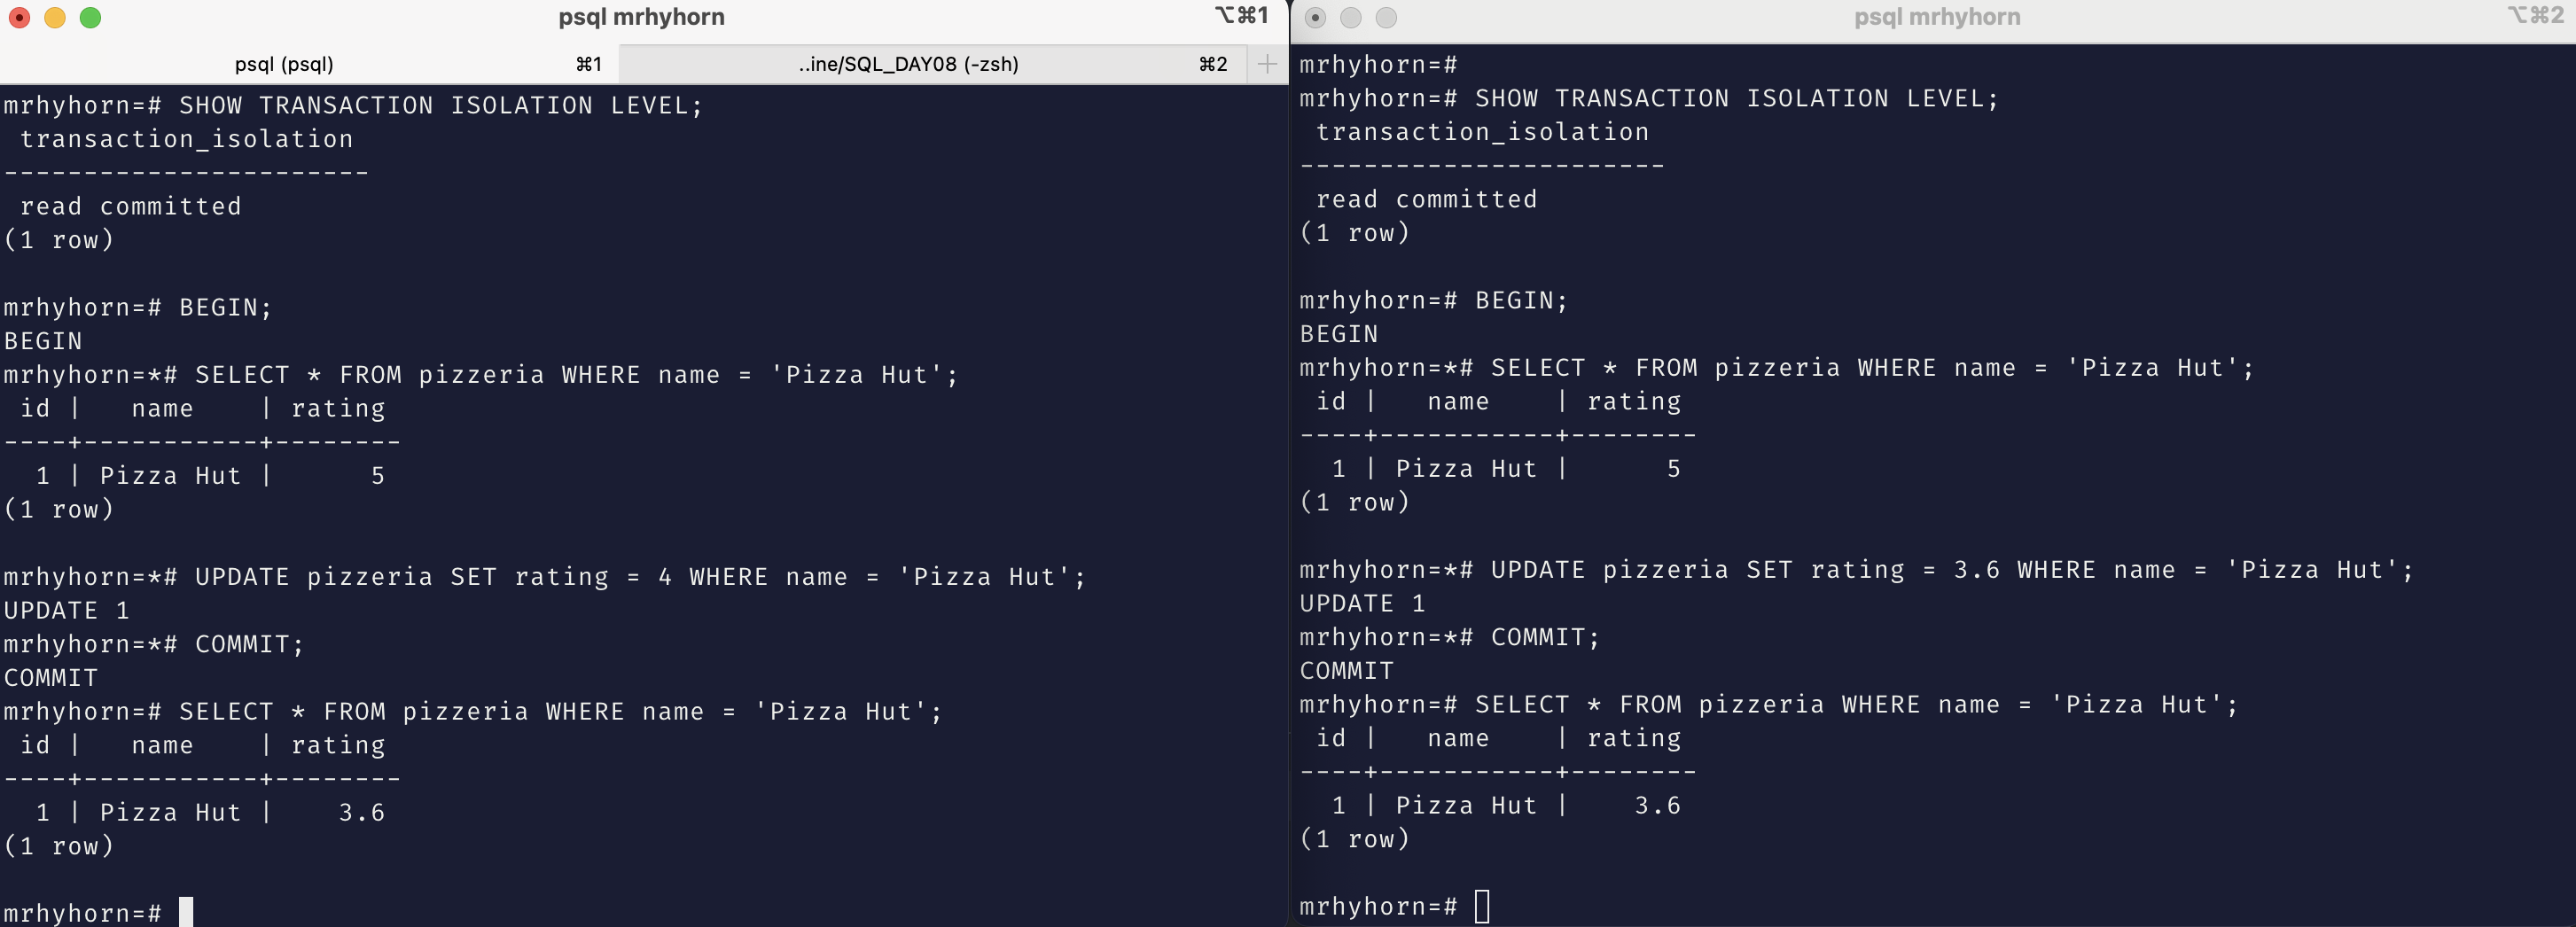 psql mrhyhorn ⌥⌘1
psql (psql) ⌘1 ..ine/SQL_DAY08 (-zsh) ⌘2 +
mrhyhorn=# SHOW TRANSACTION ISOLATION LEVEL;
 transaction_isolation
-----------------------
 read committed
(1 row)

mrhyhorn=# BEGIN;
BEGIN
mrhyhorn=*# SELECT * FROM pizzeria WHERE name = 'Pizza Hut';
 id |   name    | rating
----+-----------+--------
  1 | Pizza Hut |      5
(1 row)

mrhyhorn=*# UPDATE pizzeria SET rating = 4 WHERE name = 'Pizza Hut';
UPDATE 1
mrhyhorn=*# COMMIT;
COMMIT
mrhyhorn=# SELECT * FROM pizzeria WHERE name = 'Pizza Hut';
 id |   name    | rating
----+-----------+--------
  1 | Pizza Hut |    3.6
(1 row)

mrhyhorn=#
psql mrhyhorn ⌥⌘2
mrhyhorn=#
mrhyhorn=# SHOW TRANSACTION ISOLATION LEVEL;
 transaction_isolation
-----------------------
 read committed
(1 row)

mrhyhorn=# BEGIN;
BEGIN
mrhyhorn=*# SELECT * FROM pizzeria WHERE name = 'Pizza Hut';
 id |   name    | rating
----+-----------+--------
  1 | Pizza Hut |      5
(1 row)

mrhyhorn=*# UPDATE pizzeria SET rating = 3.6 WHERE name = 'Pizza Hut';
UPDATE 1
mrhyhorn=*# COMMIT;
COMMIT
mrhyhorn=# SELECT * FROM pizzeria WHERE name = 'Pizza Hut';
 id |   name    | rating
----+-----------+--------
  1 | Pizza Hut |    3.6
(1 row)

mrhyhorn=#